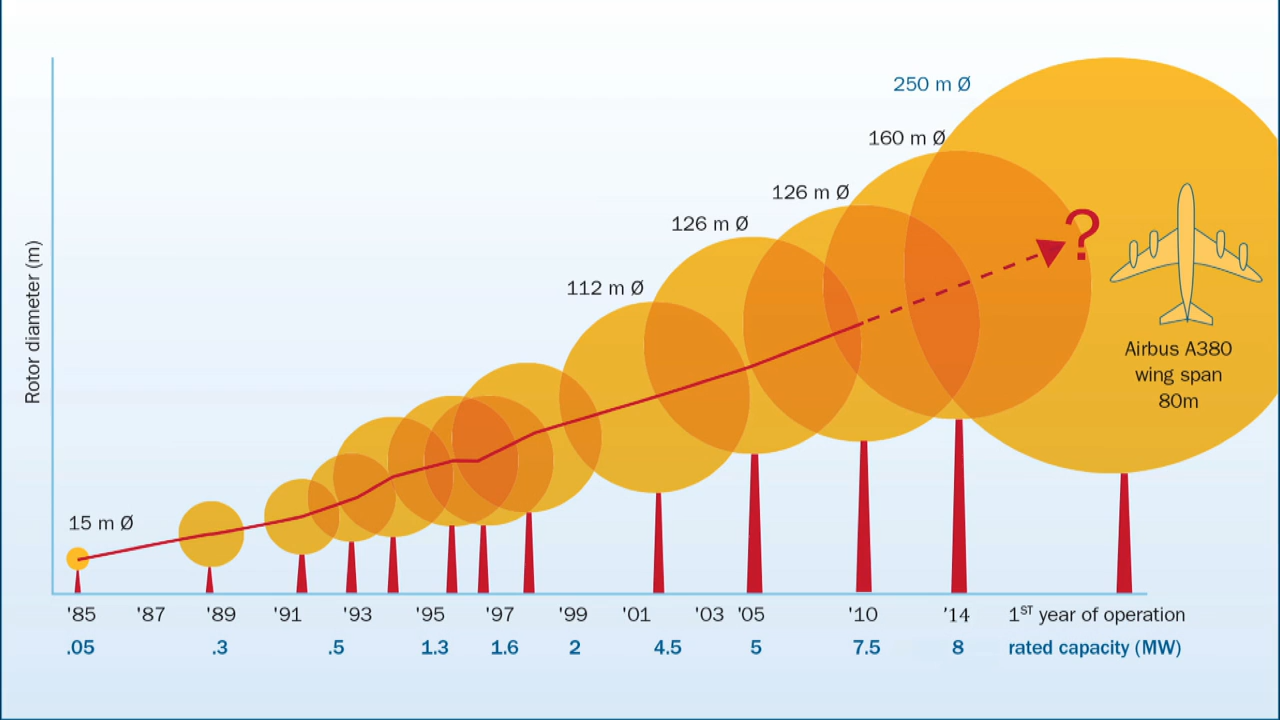 250 m Ø
160 m Ø
126 m Ø
126 m Ø
112 m Ø
15 m Ø
?
Airbus A380
wing span
80m
Rotor diameter (m)
'85 '87 '89 '91 '93 '95 '97 '99 '01 '03 '05 '10 '14 1ST year of operation
.05 .3 .5 1.3 1.6 2 4.5 5 7.5 8 rated capacity (MW)